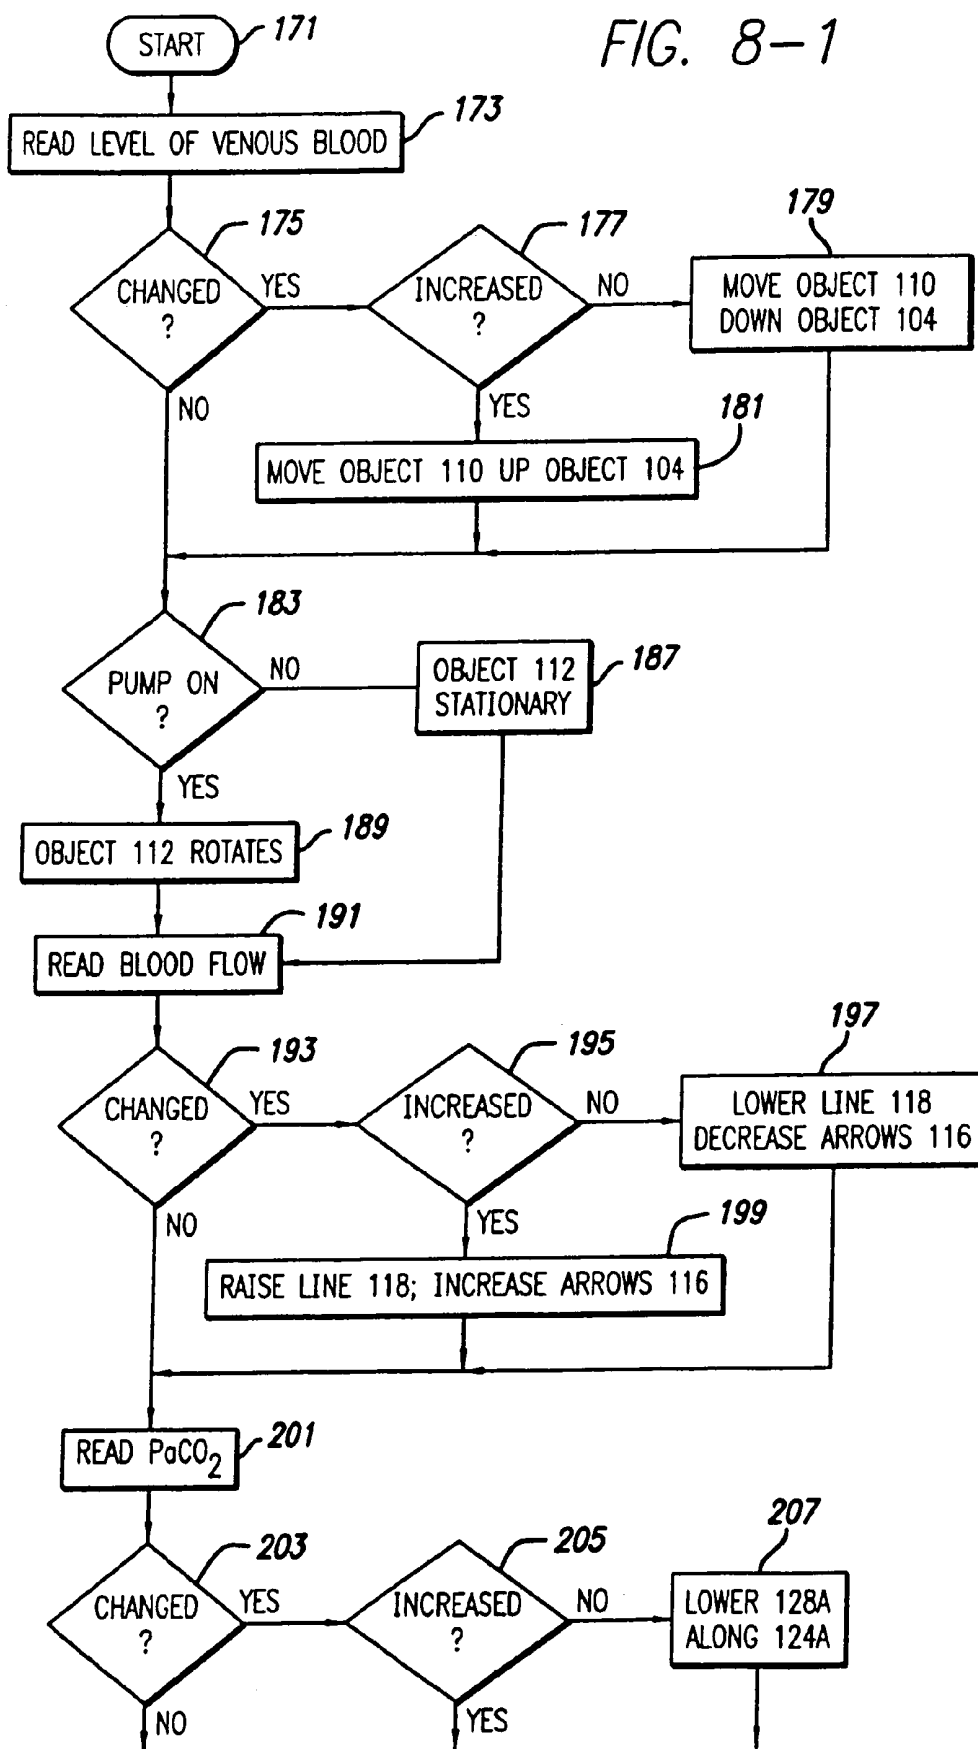 FIG. 8-1
START
171
READ LEVEL OF VENOUS BLOOD
173
175
CHANGED
?
YES
NO
177
INCREASED
?
NO
YES
179
MOVE OBJECT 110
DOWN OBJECT 104
181
MOVE OBJECT 110 UP OBJECT 104
183
PUMP ON
?
NO
YES
OBJECT 112
STATIONARY
187
OBJECT 112 ROTATES
189
191
READ BLOOD FLOW
193
CHANGED
?
YES
NO
195
INCREASED
?
NO
YES
197
LOWER LINE 118
DECREASE ARROWS 116
199
RAISE LINE 118; INCREASE ARROWS 116
READ PaCO2
201
203
CHANGED
?
YES
NO
205
INCREASED
?
NO
YES
207
LOWER 128A
ALONG 124A